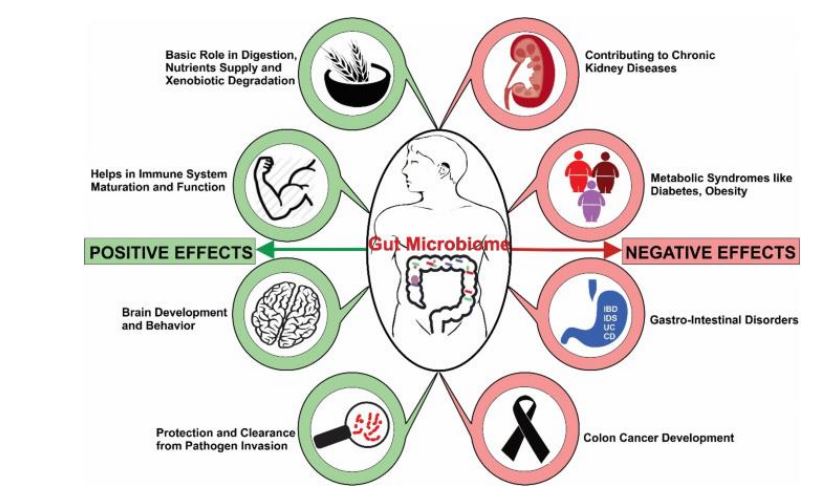 Basic Role in Digestion,
Nutrients Supply and
Xenobiotic Degradation
Contributing to Chronic
Kidney Diseases
Helps in Immune System
Maturation and Function
Metabolic Syndromes like
Diabetes, Obesity
Gut Microbiome
POSITIVE EFFECTS
NEGATIVE EFFECTS
Brain Development
and Behavior
IBD
IDS
UC
CD
Gastro-Intestinal Disorders
Protection and Clearance
from Pathogen Invasion
Colon Cancer Development